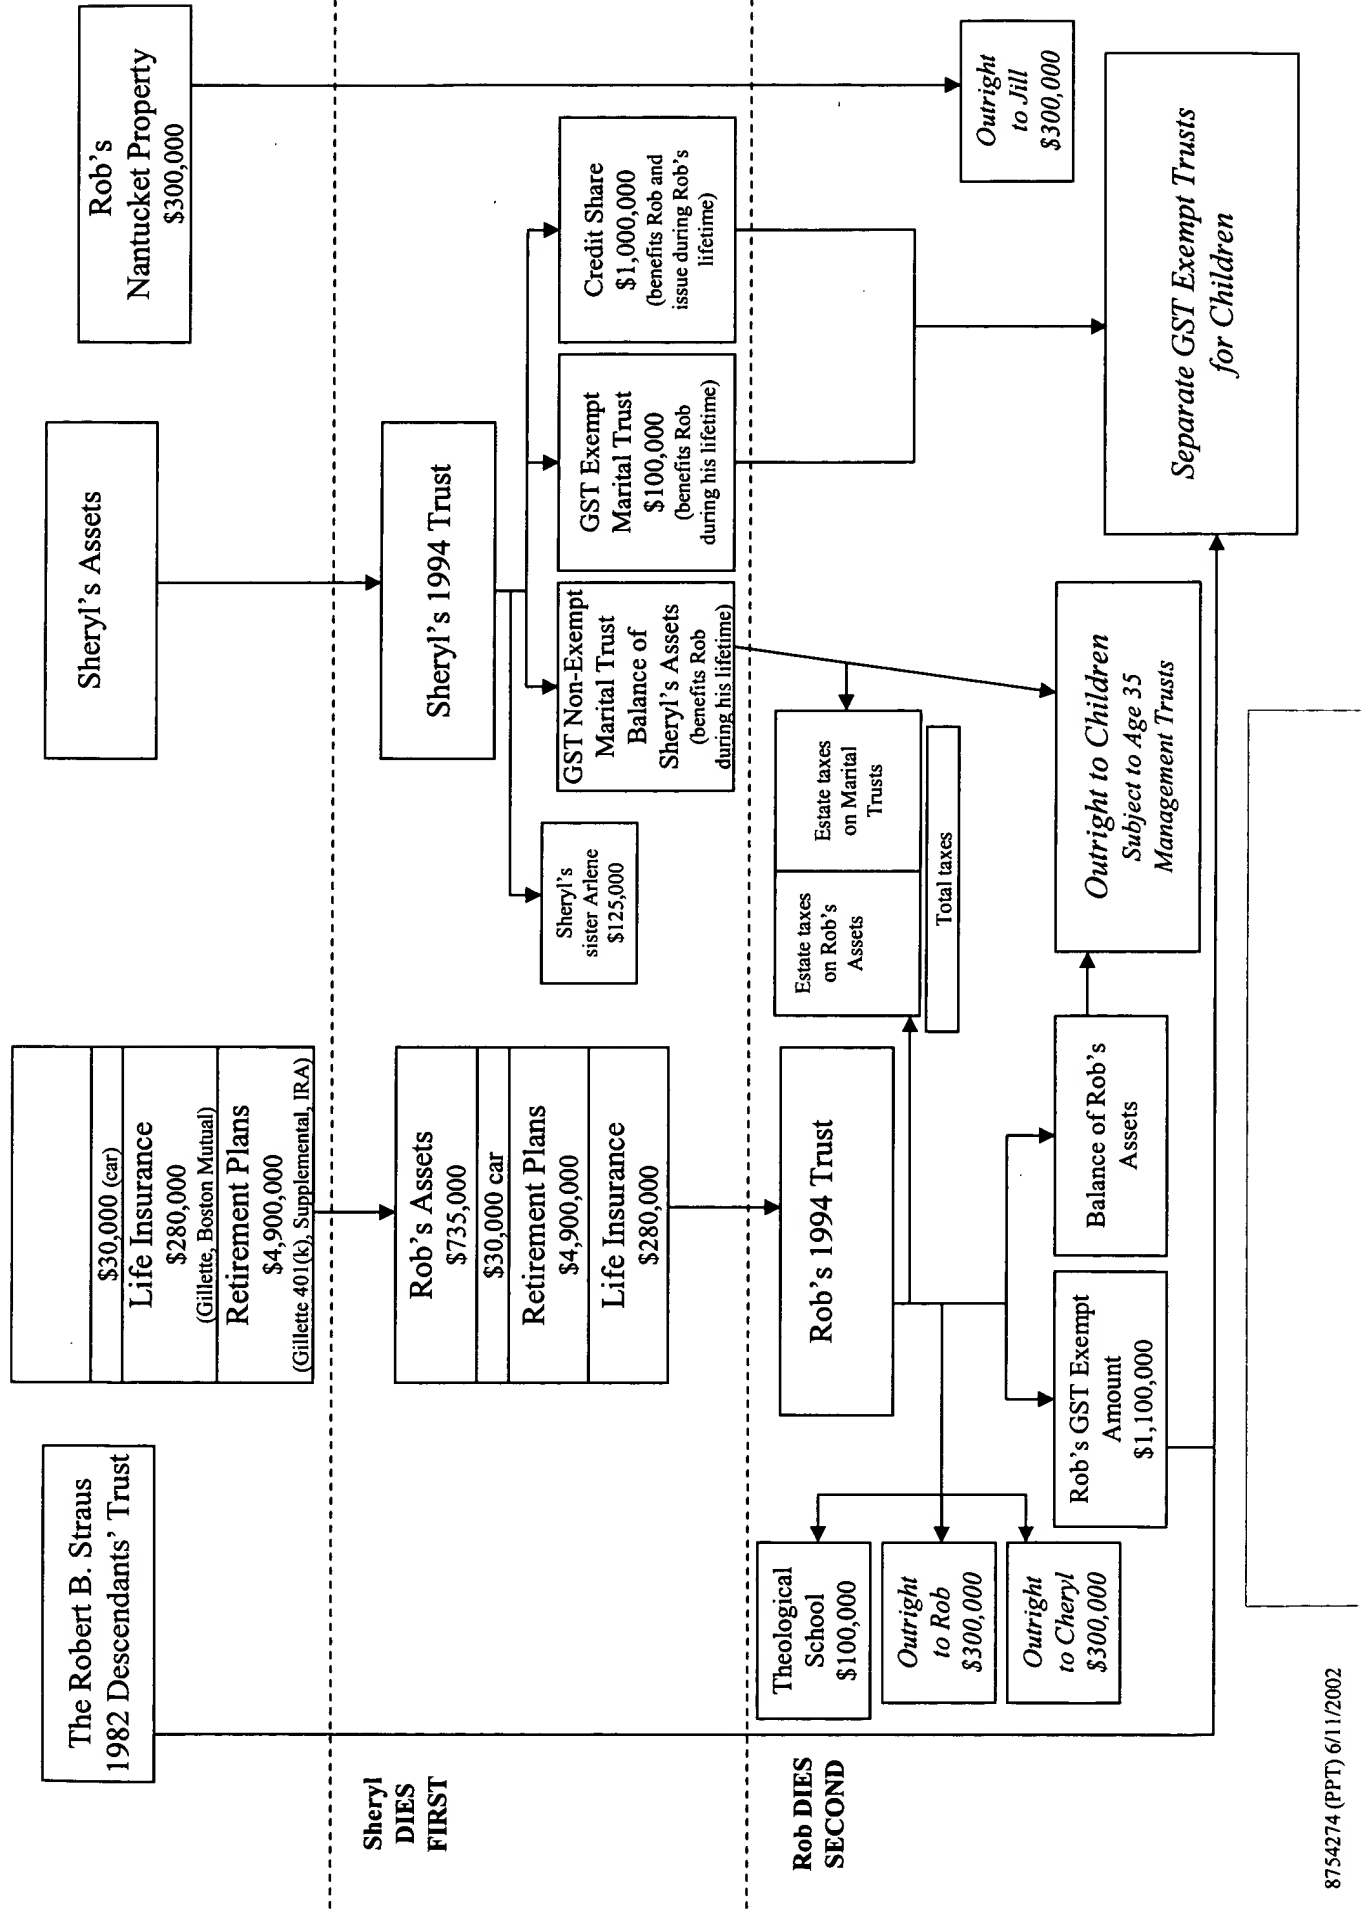 The Robert B. Straus
1982 Descendants' Trust
$30,000 (car)
Life Insurance
$280,000
(Gillette, Boston Mutual)
Retirement Plans
$4,900,000
(Gillette 401(k), Supplemental, IRA)
Sheryl's Assets
Rob's
Nantucket Property
$300,000
Sheryl
DIES
FIRST
Rob's Assets
$735,000
$30,000 car
Retirement Plans
$4,900,000
Life Insurance
$280,000
Sheryl's 1994 Trust
Sheryl's
sister Arlene
$125,000
GST Non-Exempt
Marital Trust
Balance of
Sheryl's Assets
(benefits Rob
during his lifetime)
GST Exempt
Marital Trust
$100,000
(benefits Rob
during his lifetime)
Credit Share
$1,000,000
(benefits Rob and
issue during Rob's
lifetime)
Rob DIES
SECOND
Theological
School
$100,000
Outright
to Rob
$300,000
Outright
to Cheryl
$300,000
Rob's 1994 Trust
Estate taxes
on Rob's
Assets
Estate taxes
on Marital
Trusts
Total taxes
Outright
to Jill
$300,000
Rob's GST Exempt
Amount
$1,100,000
Balance of Rob's
Assets
Outright to Children
Subject to Age 35
Management Trusts
Separate GST Exempt Trusts
for Children
8754274 (PPT) 6/11/2002